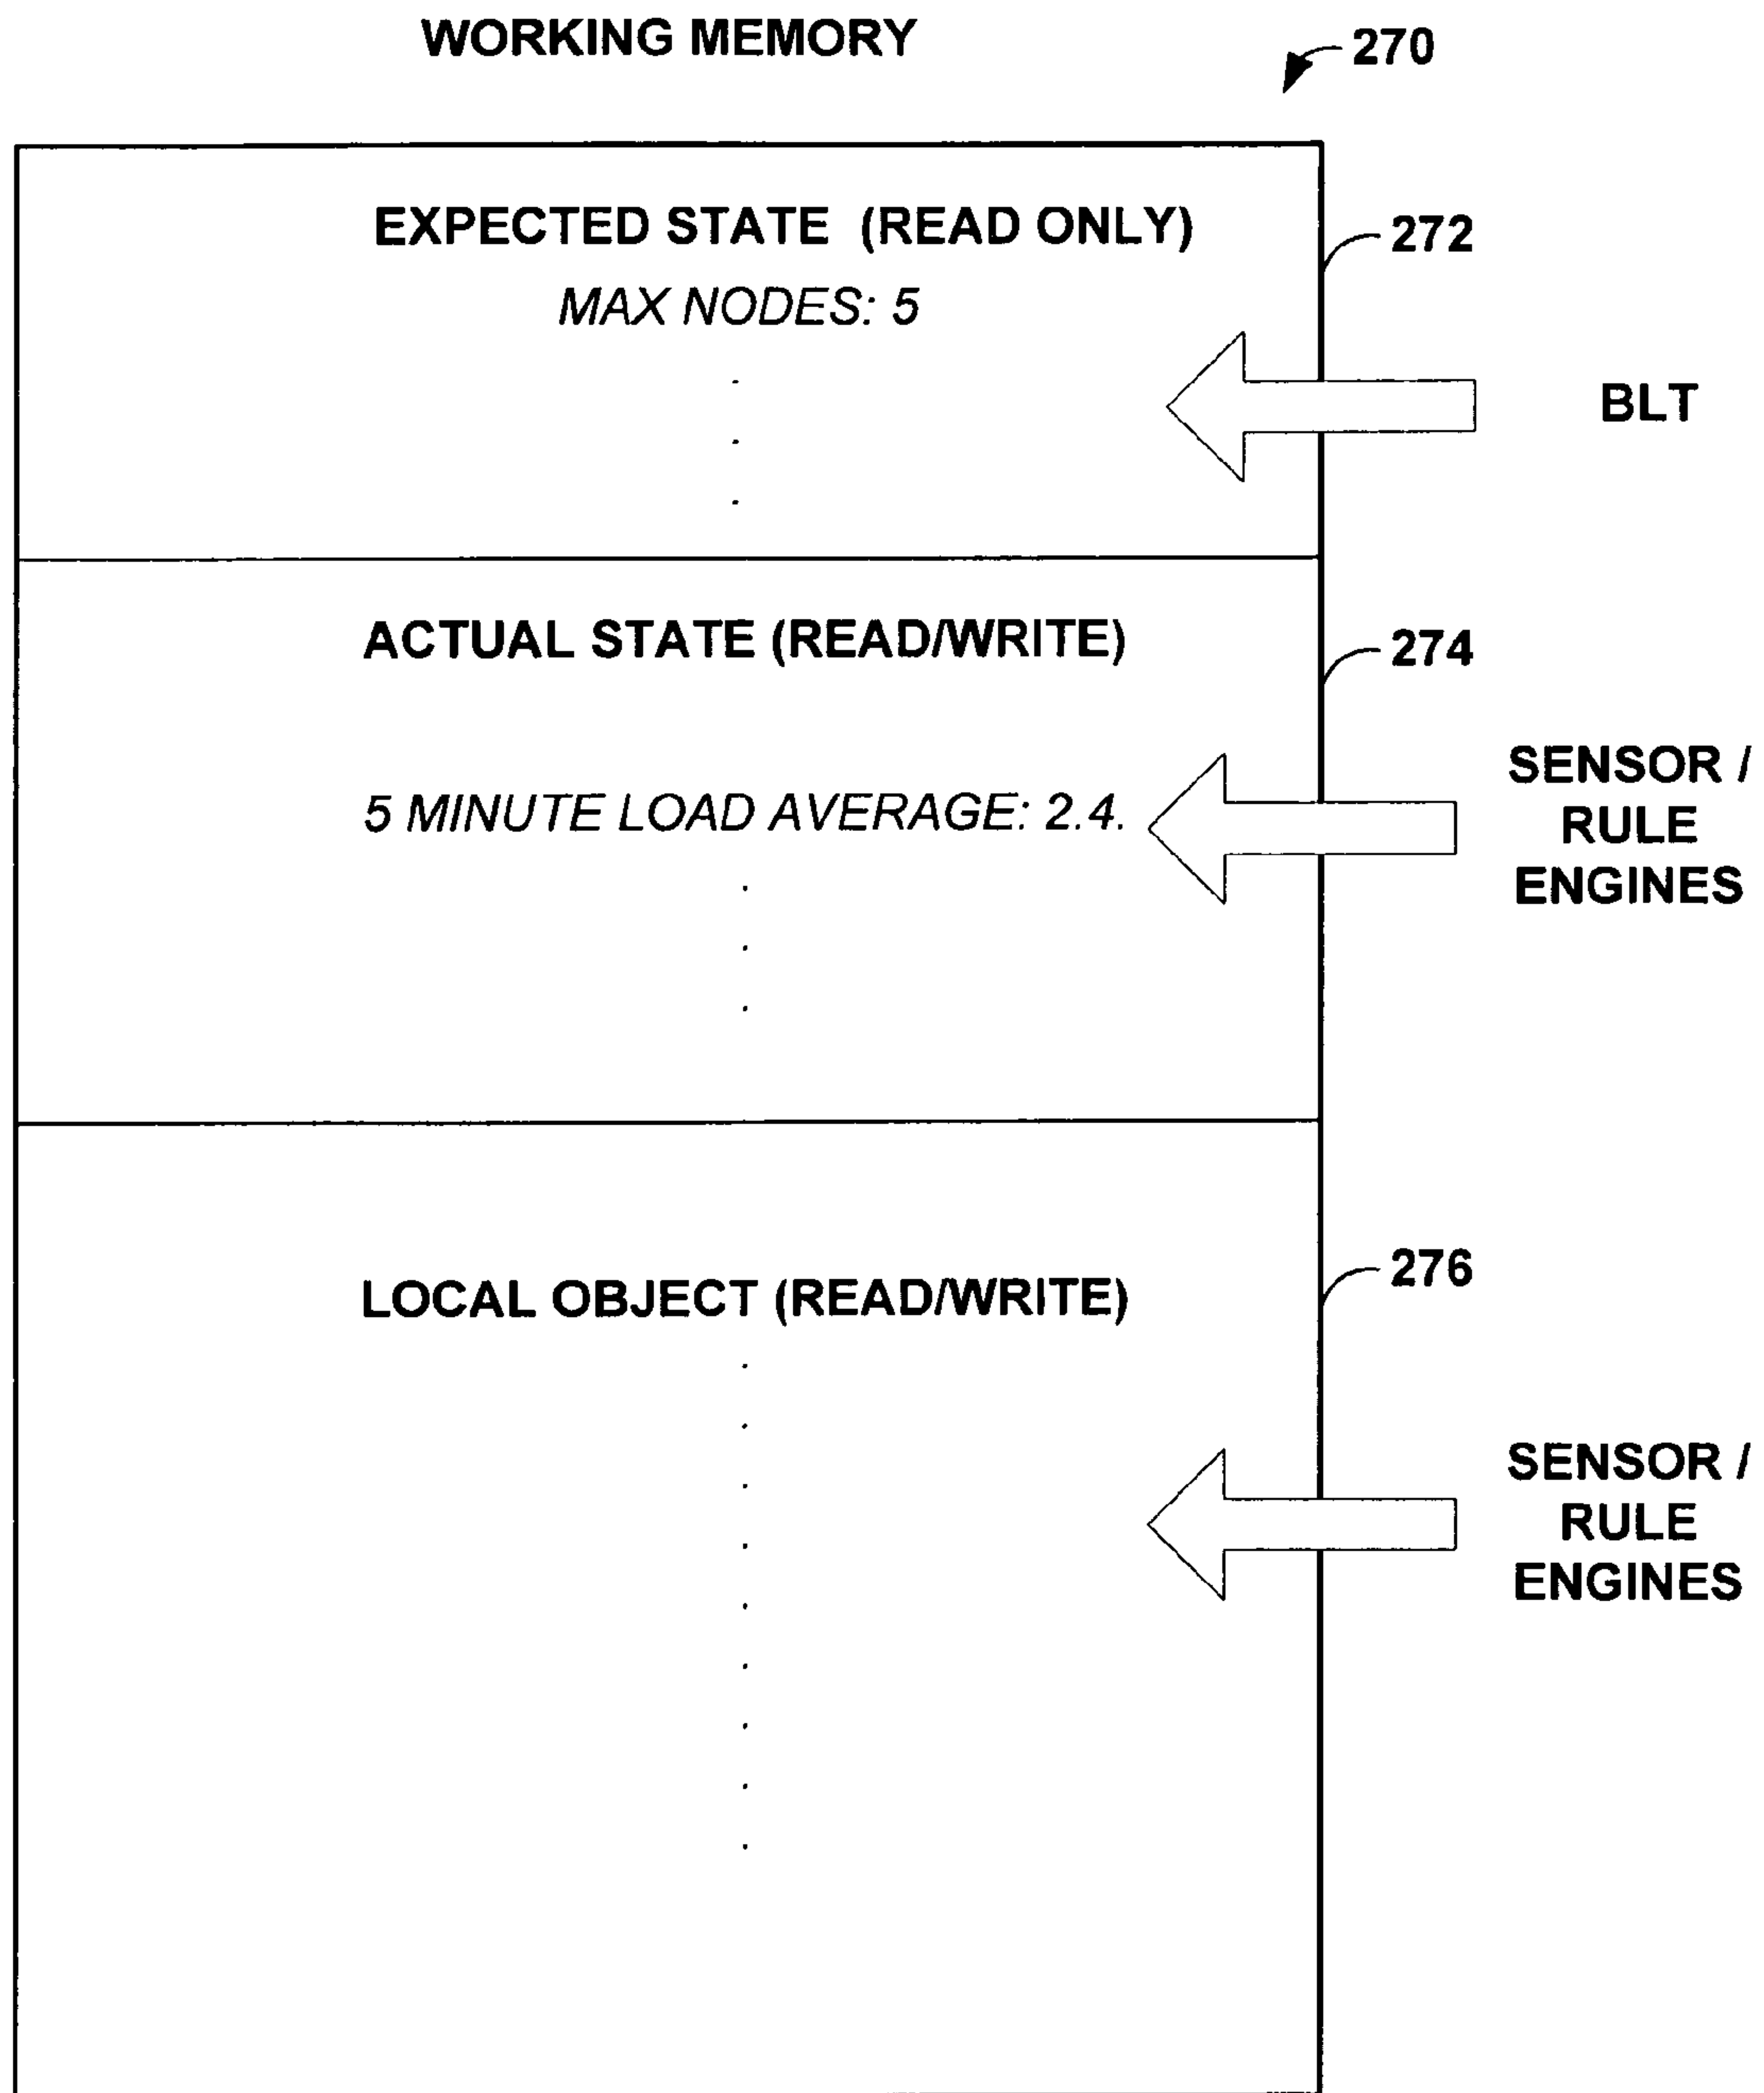 WORKING MEMORY
270
EXPECTED STATE (READ ONLY)
272
MAX NODES: 5
BLT
ACTUAL STATE (READ/WRITE)
274
5 MINUTE LOAD AVERAGE: 2.4.
SENSOR /
RULE
ENGINES
LOCAL OBJECT (READ/WRITE)
276
SENSOR /
RULE
ENGINES